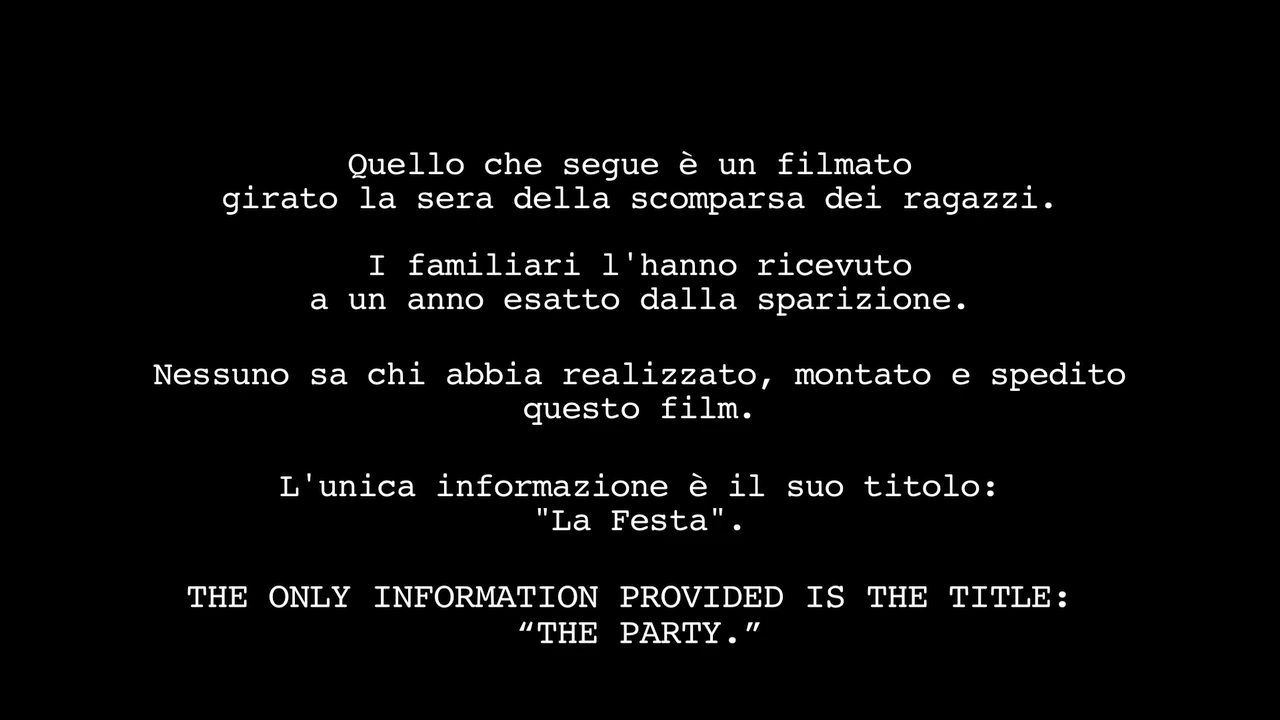 Quello che segue è un filmato
girato la sera della scomparsa dei ragazzi.
I familiari l'hanno ricevuto
a un anno esatto dalla sparizione.
Nessuno sa chi abbia realizzato, montato e spedito
questo film.
L'unica informazione è il suo titolo:
"La Festa".
THE ONLY INFORMATION PROVIDED IS THE TITLE:
“THE PARTY.”